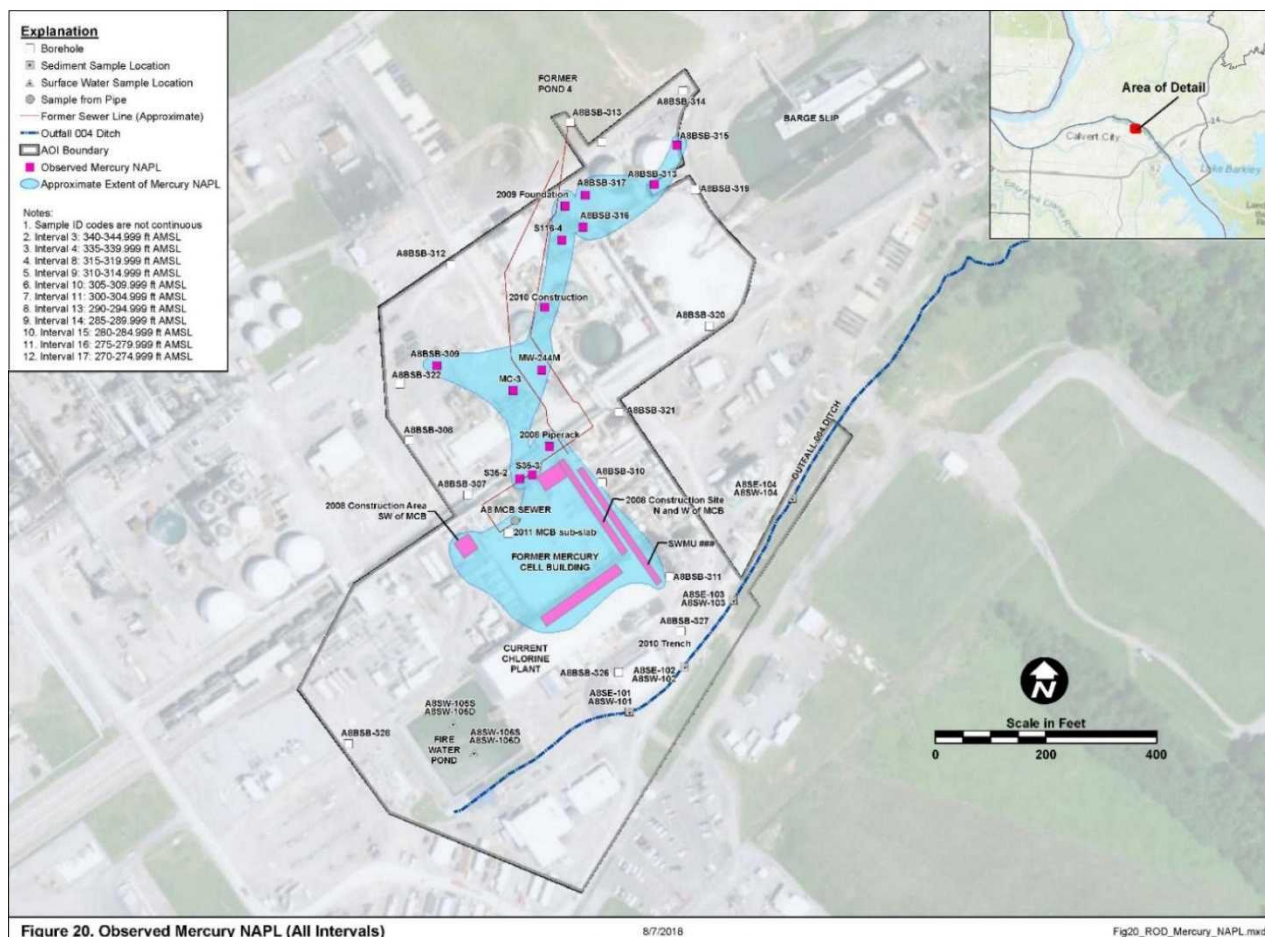 Explanation
Borehole
Sediment Sample Location
Surface Water Sample Location
Sample from Pipe
Former Sewer Line (Approximate)
Outfall 004 Ditch
AOI Boundary
Observed Mercury NAPL
Approximate Extent of Mercury NAPL
Notes:
1. Sample ID codes are not continuous
2. Interval 3: 340-344.999 ft AMSL
3. Interval 4: 335-339.999 ft AMSL
4. Interval 8: 315-319.999 ft AMSL
5. Interval 9: 310-314.999 ft AMSL
6. Interval 10: 305-309.999 ft AMSL
7. Interval 11: 300-304.999 ft AMSL
8. Interval 13: 290-294.999 ft AMSL
9. Interval 14: 285-289.999 ft AMSL
10. Interval 15: 280-284.999 ft AMSL
11. Interval 16: 275-279.999 ft AMSL
12. Interval 17: 270-274.999 ft AMSL
Area of Detail
Calvert City
24
Lake Barkley
FORMER
POND 4
A8BSB-313
A8BSB-314
BARGE SLIP
A8BSB-315
A8BSB-313
A8BSB-317
A8BSB-319
2009 Foundation
A8BSB-316
S116-4
A8BSB-312
2010 Construction
A8BSB-320
A8BSB-309
MW-244M
A8BSB-322
MC-3
A8BSB-321
A8BSB-308
2008 Piperack
S35-3
S36-2
A8BSB-310
A8BSB-307
A8SE-104
A8SW-104
OUTFALL 004 DITCH
2008 Construction Area
SW of MCB
A8 MCB SEWER
2008 Construction Site
N and W of MCB
2011 MCB sub-slab
SWMU ###
FORMER MERCURY
CELL BUILDING
A8BSB-311
A8SE-103
A8SW-103
A8BSB-327
2010 Trench
CURRENT
CHLORINE
PLANT
A8BSB-326
A8SE-102
A8SW-102
A8SE-101
A8SW-101
A8SW-105S
A8SW-106D
A8SW-106S
A8SW-106D
FIRE
WATER
POND
A8BSB-328
N
Scale in Feet
0 200 400
Figure 20. Observed Mercury NAPL (All Intervals)
8/7/2018
Fig20_ROD_Mercury_NAPL.mxd